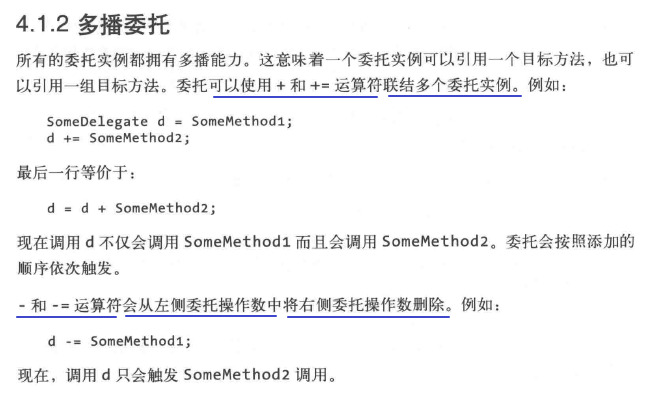 4.1.2 多播委托
所有的委托实例都拥有多播能力。这意味着一个委托实例可以引用一个目标方法，也可
以引用一组目标方法。委托可以使用 + 和 += 运算符联结多个委托实例。例如：
SomeDelegate d = SomeMethod1;
d += SomeMethod2;
最后一行等价于：
d = d + SomeMethod2;
现在调用 d 不仅会调用 SomeMethod1 而且会调用 SomeMethod2。委托会按照添加的
顺序依次触发。
- 和 -= 运算符会从左侧委托操作数中将右侧委托操作数删除。例如：
d -= SomeMethod1;
现在，调用 d 只会触发 SomeMethod2 调用。